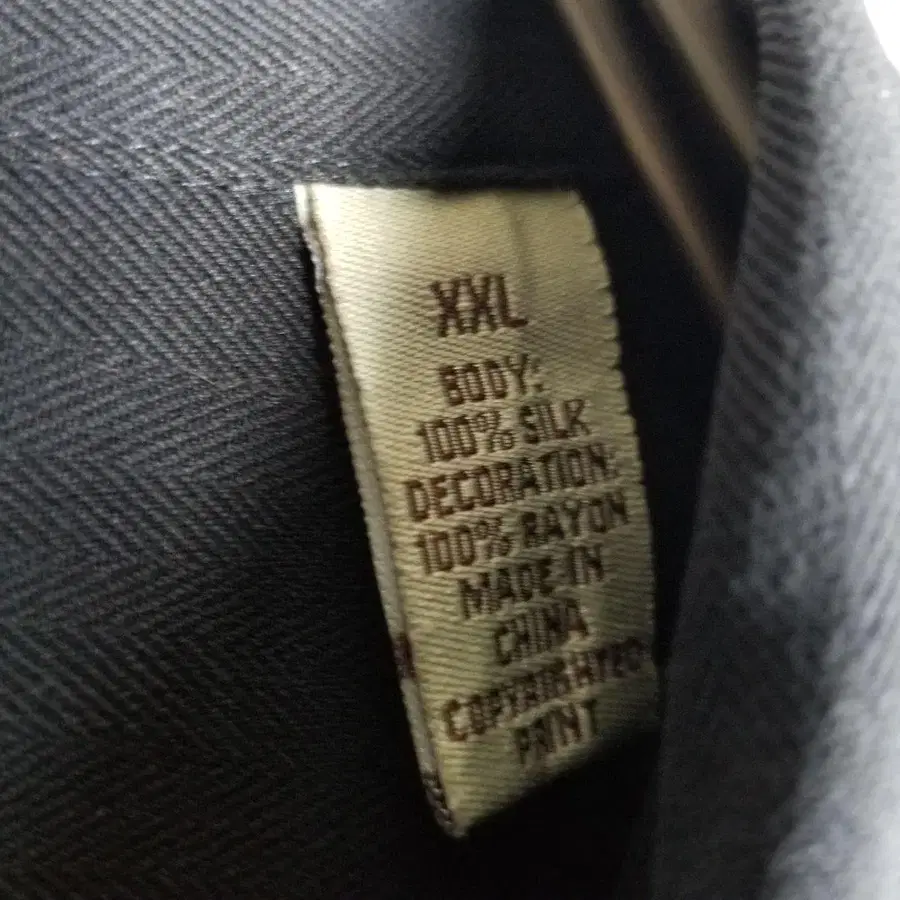 XXL
BODY:
100% SILK
DECORATION:
100% RAYON
MADE IN
CHINA
COPYRIGHTED
PRINT